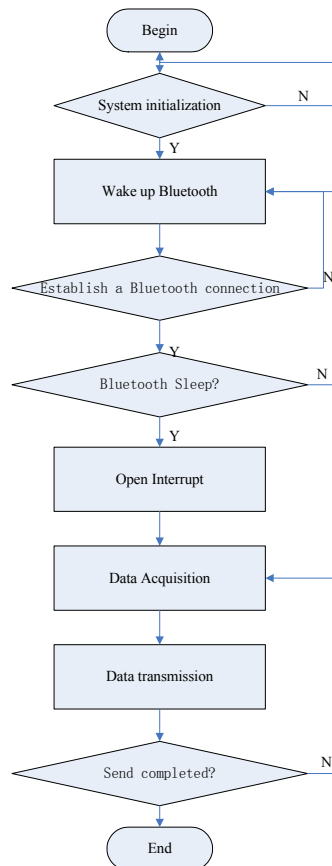 Begin
System initialization
N
Y
Wake up Bluetooth
Establish a Bluetooth connection
N
Y
Bluetooth Sleep?
N
Y
Open Interrupt
Data Acquisition
Data transmission
Send completed?
N
End